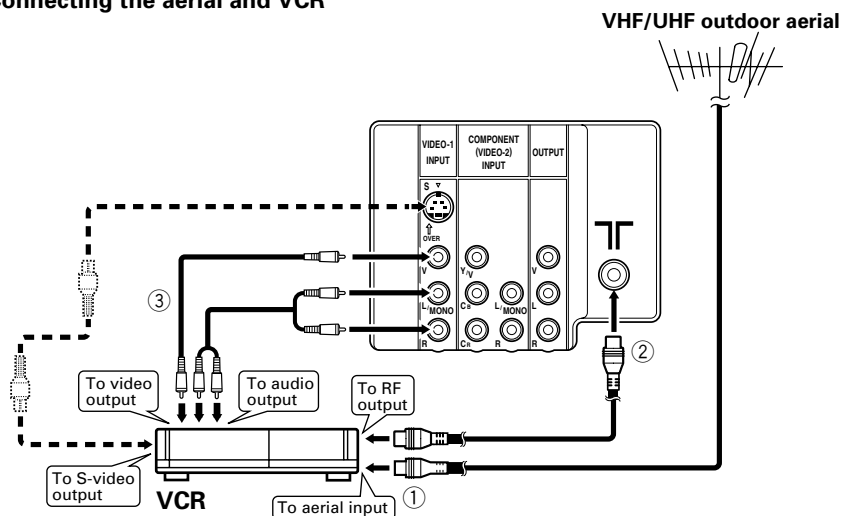 Connecting the aerial and VCR
VHF/UHF outdoor aerial
VIDEO-1
INPUT
COMPONENT
(VIDEO-2)
INPUT
OUTPUT
S
OVER
V
Y/V
V
L/MONO
CB
L/MONO
L
R
CR
R
R
③
②
To video
output
To audio
output
To RF
output
To S-video
output
VCR
To aerial input
①